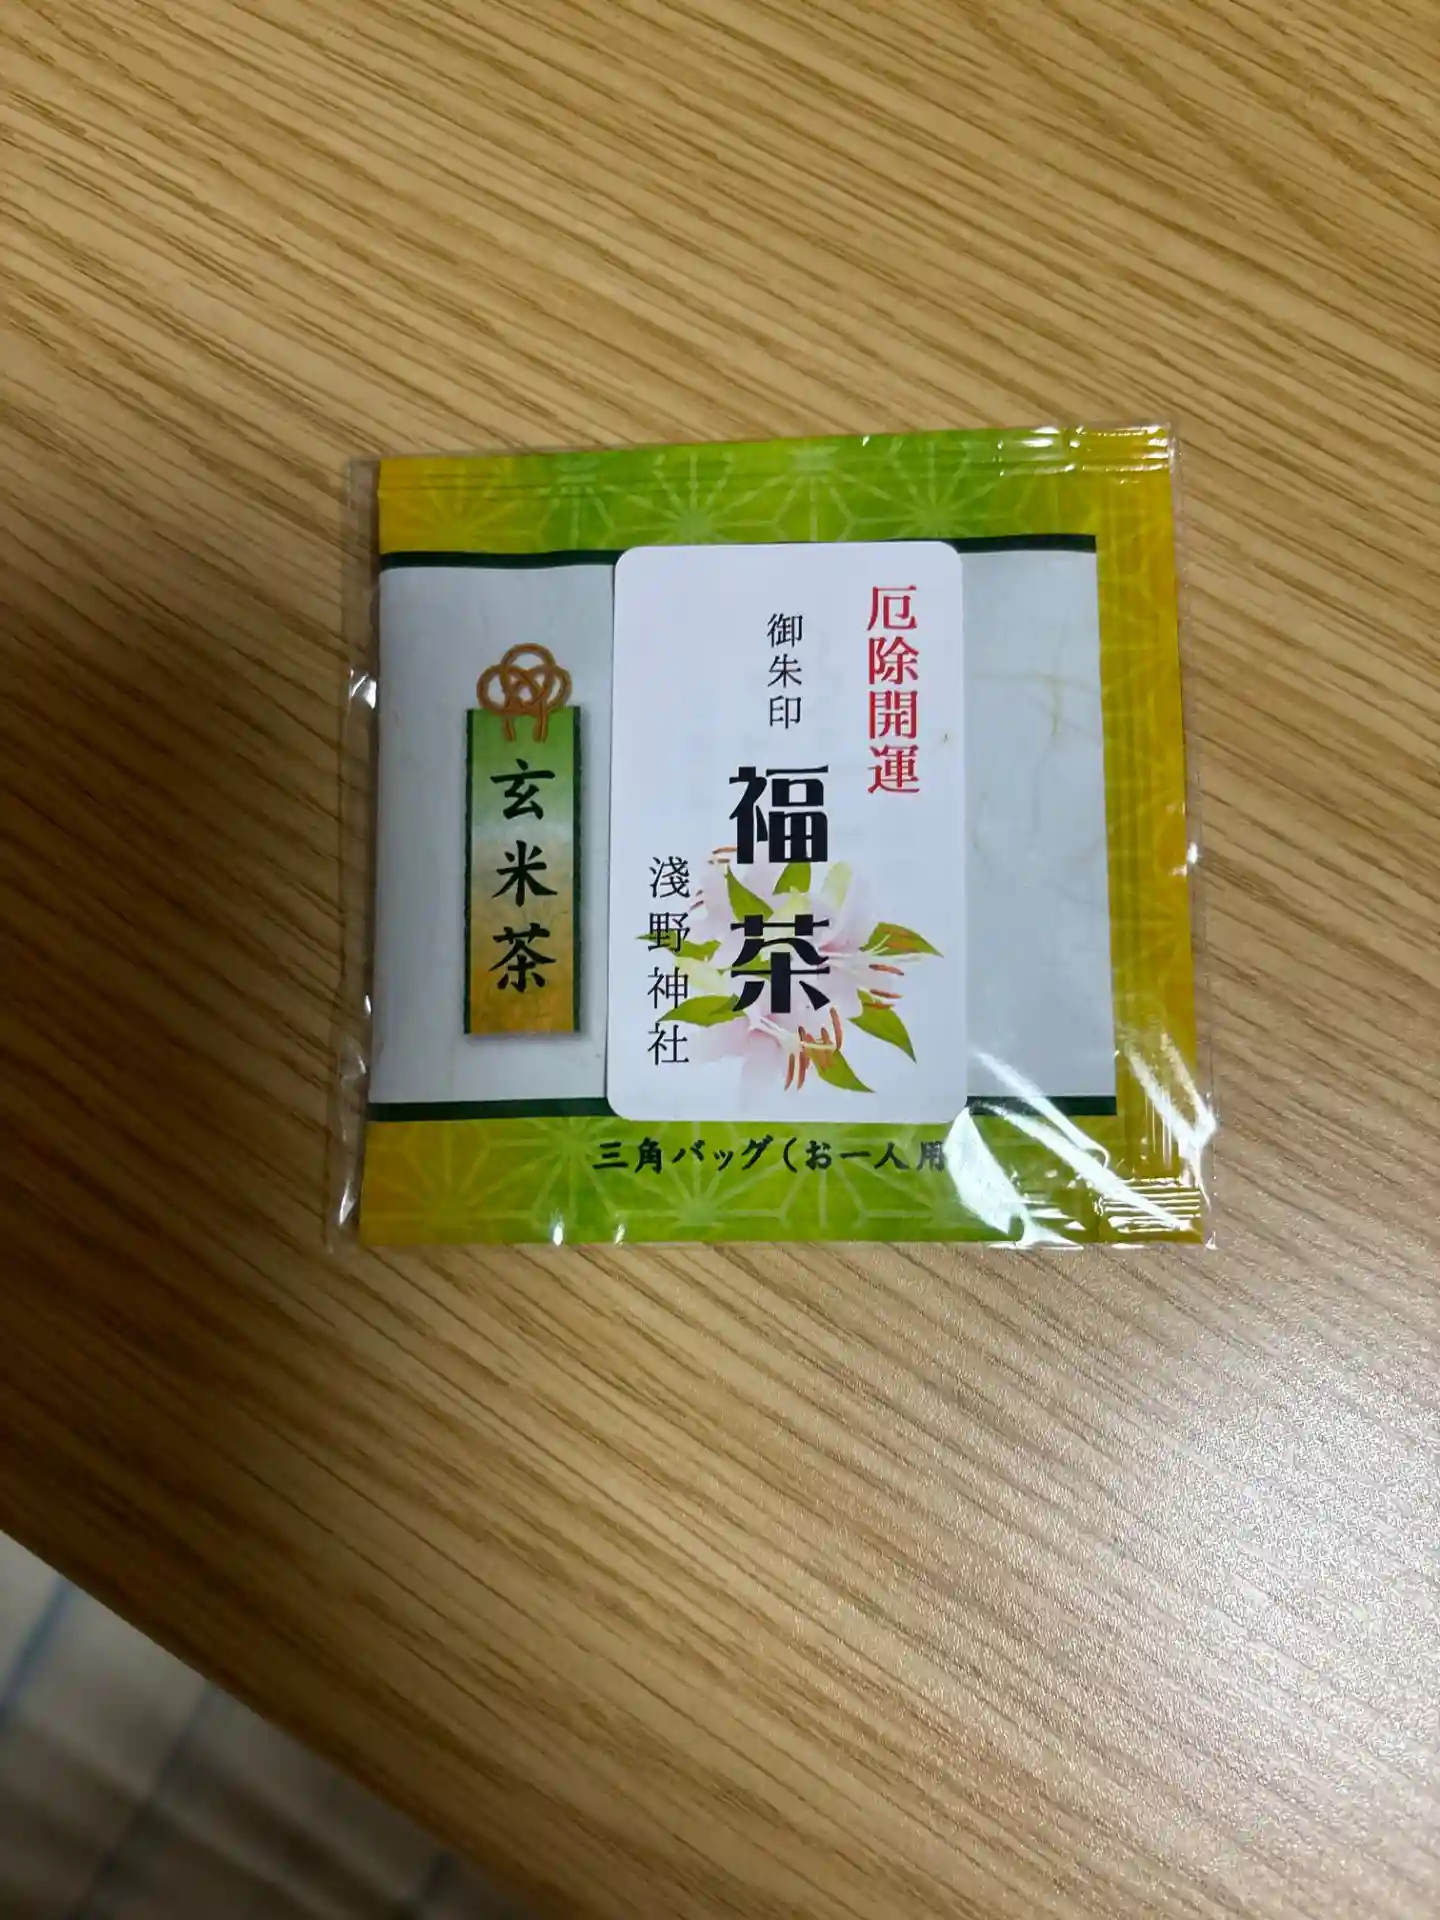 厄除開運
御朱印
福茶
淺野神社
玄米茶
三角バッグ(お一人用